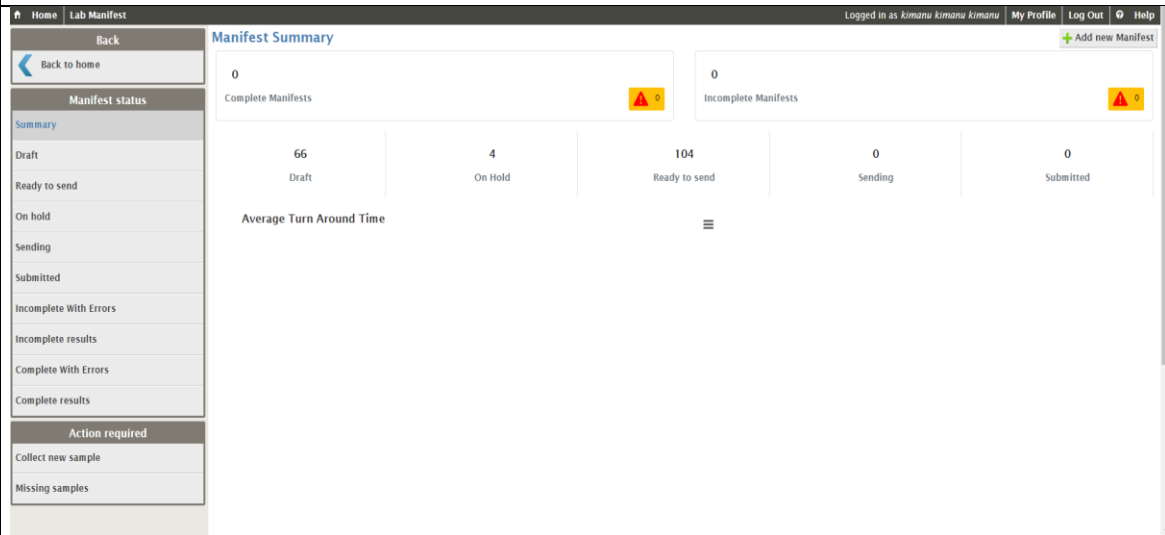 Home Lab Manifest Logged in as kimanu kimanu kimanu My Profile Log Out Help
Back
Back to home
Manifest status
Summary
Draft
Ready to send
On hold
Sending
Submitted
Incomplete With Errors
Incomplete results
Complete With Errors
Complete results
Action required
Collect new sample
Missing samples
Manifest Summary
Add new Manifest
0
Complete Manifests 0
0
Incomplete Manifests 0
66
Draft
4
On Hold
104
Ready to send
0
Sending
0
Submitted
Average Turn Around Time